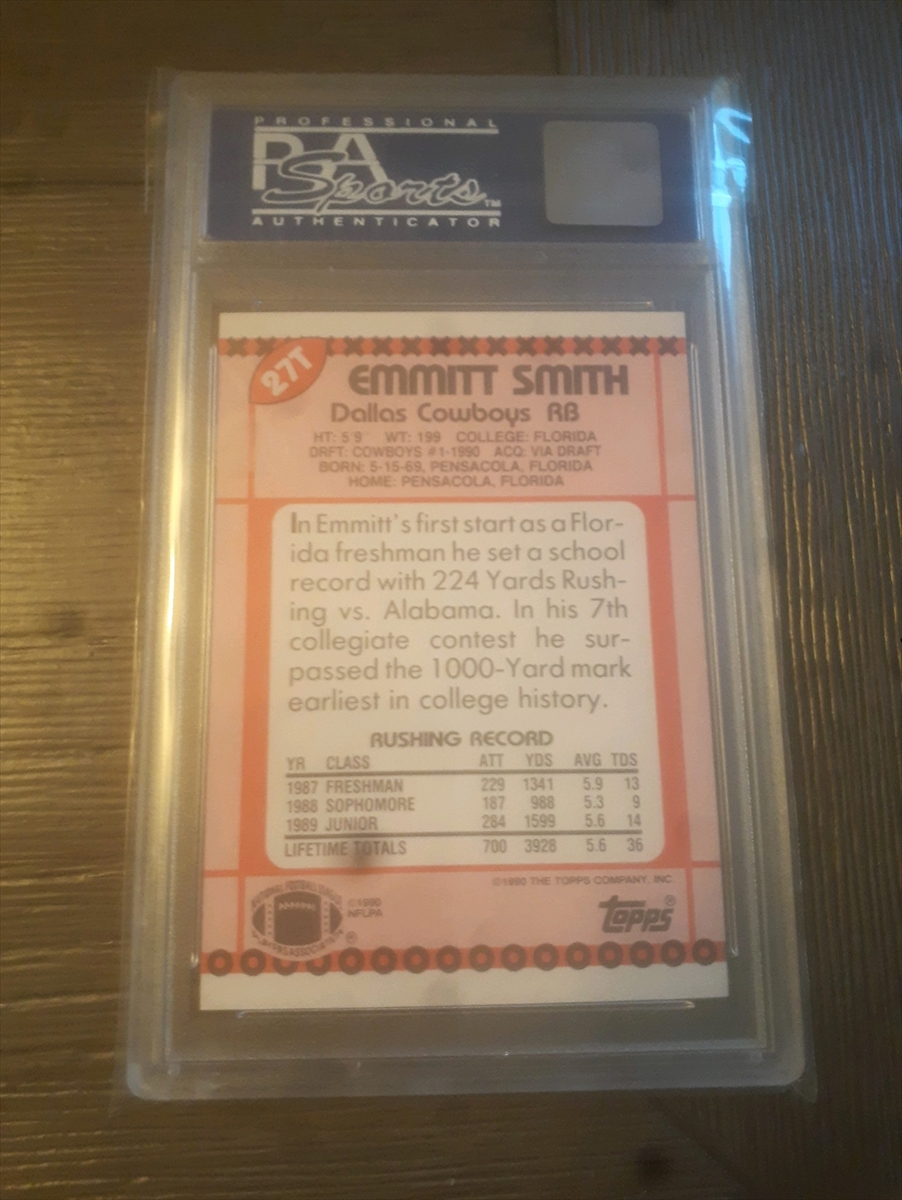 PROFESSIONAL
PSA
Sports™
AUTHENTICATOR
27T
EMMITT SMITH
Dallas Cowboys RB
HT: 5'9" WT: 199 COLLEGE: FLORIDA
DRFT: COWBOYS #1-1990 ACQ: VIA DRAFT
BORN: 5-15-69, PENSACOLA, FLORIDA
HOME: PENSACOLA, FLORIDA
In Emmitt's first start as a Flor-
ida freshman he set a school
record with 224 Yards Rush-
ing vs. Alabama. In his 7th
collegiate contest he sur-
passed the 1000-Yard mark
earliest in college history.
RUSHING RECORD
YR CLASS ATT YDS AVG TDS
1987 FRESHMAN 229 1341 5.9 13
1988 SOPHOMORE 187 988 5.3 9
1989 JUNIOR 284 1599 5.6 14
LIFETIME TOTALS 700 3928 5.6 36
©1990 THE TOPPS COMPANY, INC.
©1990
NFLPA
®
topps®